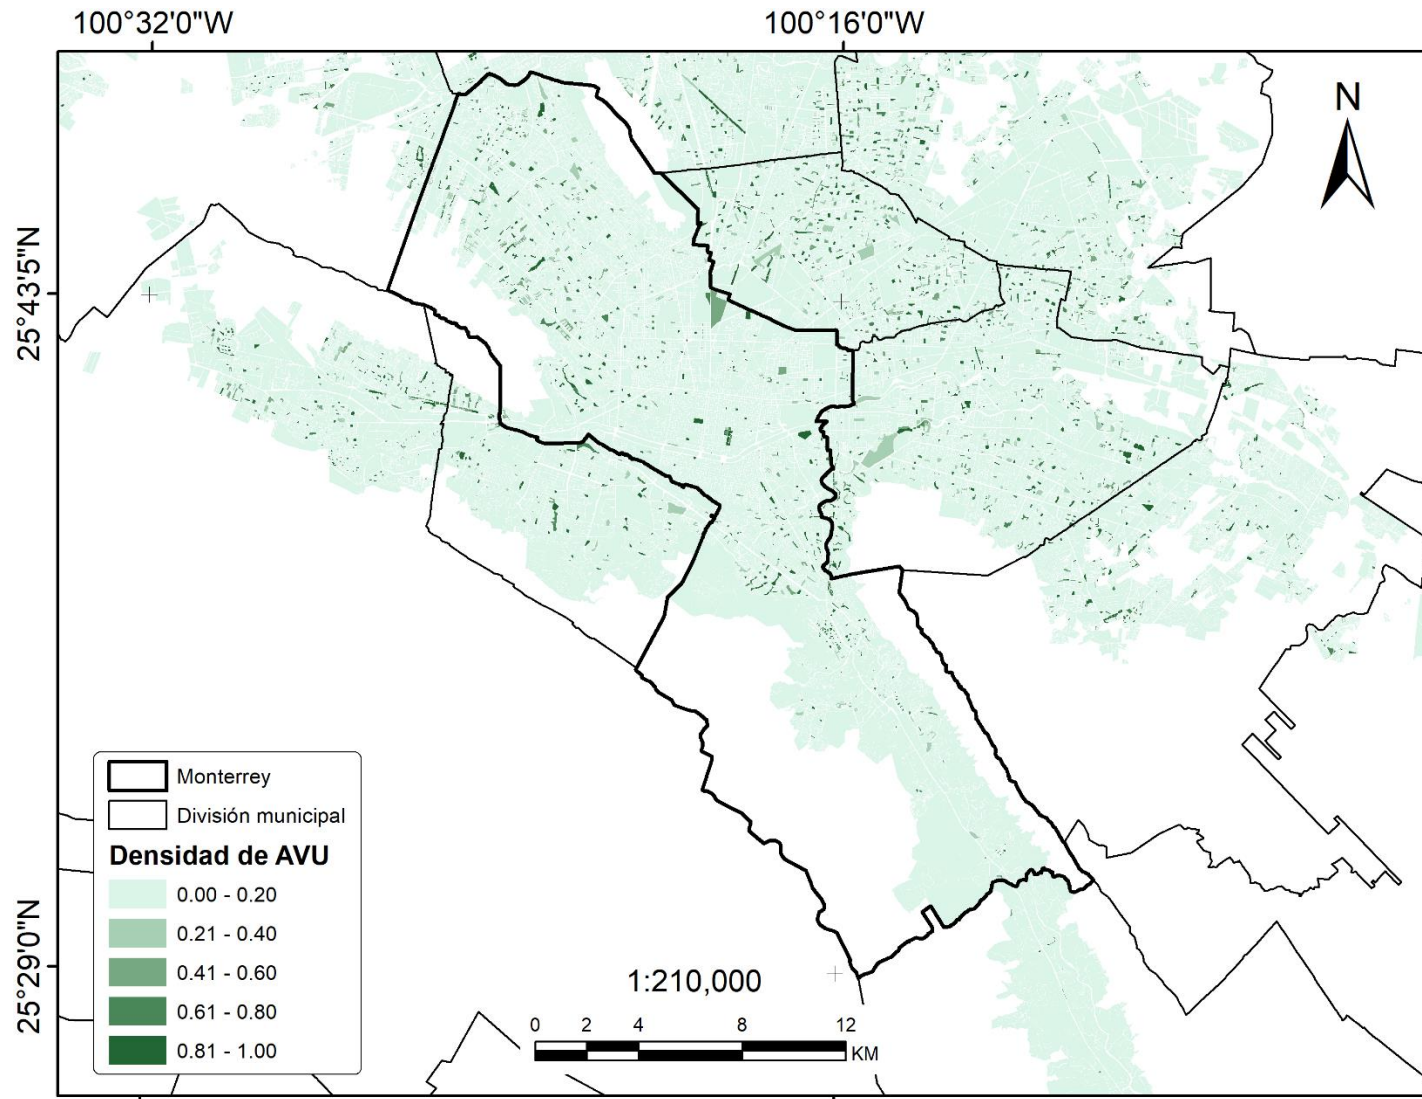 100°32'0"W
100°16'0"W
N
25°43'5"N
25°29'0"N
Monterrey
División municipal
Densidad de AVU
0.00 - 0.20
0.21 - 0.40
0.41 - 0.60
0.61 - 0.80
0.81 - 1.00
1:210,000
0 2 4 8 12
KM